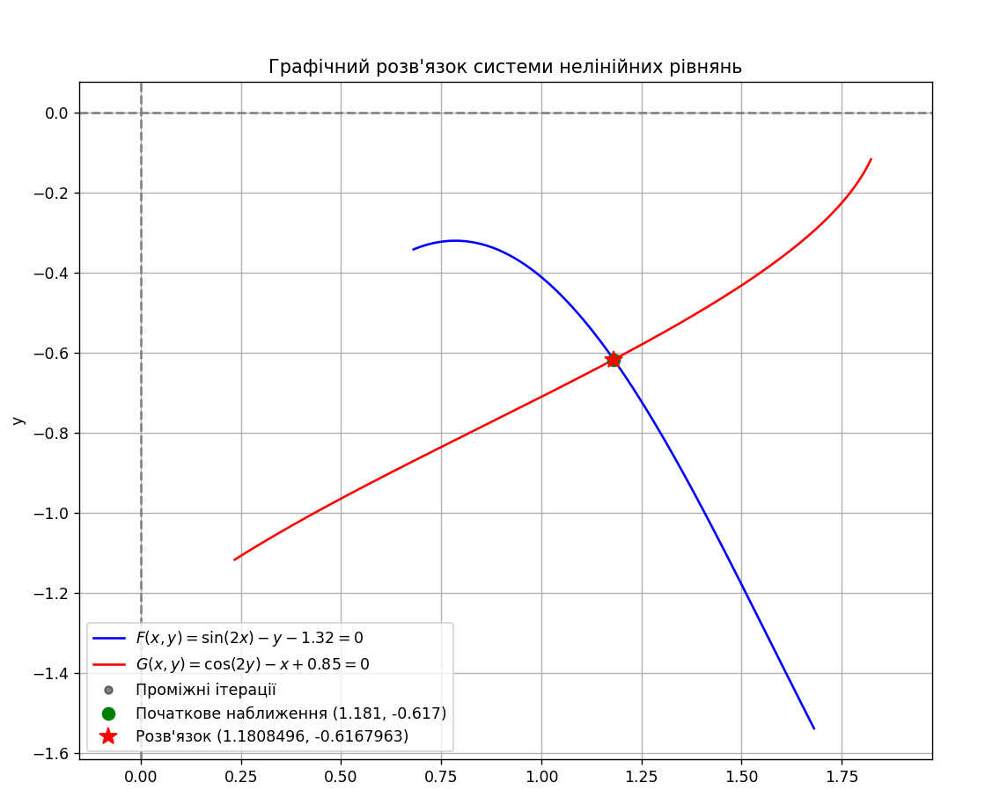 Графічний розв'язок системи нелінійних рівнянь
0.0
−0.2
−0.4
−0.6
−0.8
−1.0
−1.2
−1.4
−1.6
y
F(x, y) = sin(2x) − y − 1.32 = 0
G(x, y) = cos(2y) − x + 0.85 = 0
Проміжні ітерації
Початкове наближення (1.181, -0.617)
Розв'язок (1.1808496, -0.6167963)
0.00 0.25 0.50 0.75 1.00 1.25 1.50 1.75